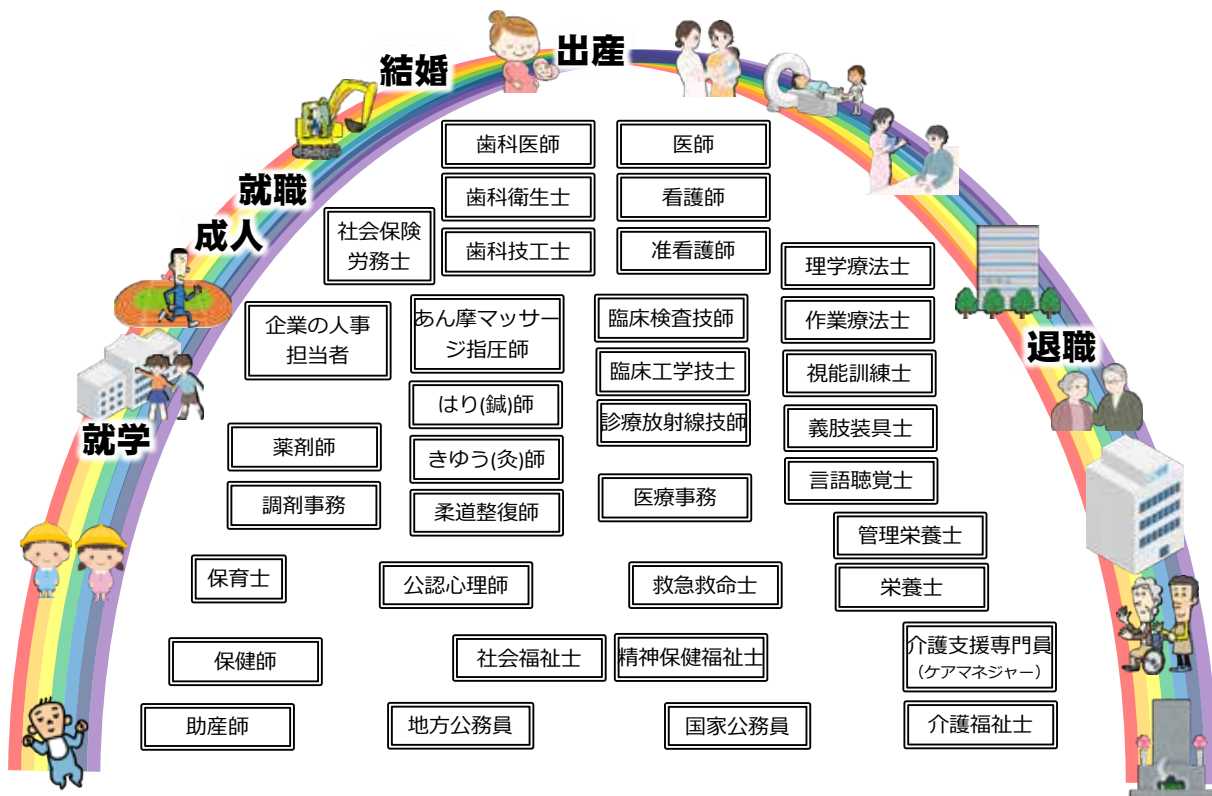 出産
結婚
就職
成人
就学
退職
歯科医師
医師
歯科衛生士
看護師
社会保険
労務士
歯科技工士
准看護師
理学療法士
企業の人事
担当者
あん摩マッサー
ジ指圧師
臨床検査技師
作業療法士
臨床工学技士
視能訓練士
はり(鍼)師
診療放射線技師
義肢装具士
薬剤師
きゆう(灸)師
言語聴覚士
調剤事務
柔道整復師
医療事務
管理栄養士
保育士
公認心理師
救急救命士
栄養士
保健師
社会福祉士
精神保健福祉士
介護支援専門員
（ケアマネジャー）
助産師
地方公務員
国家公務員
介護福祉士